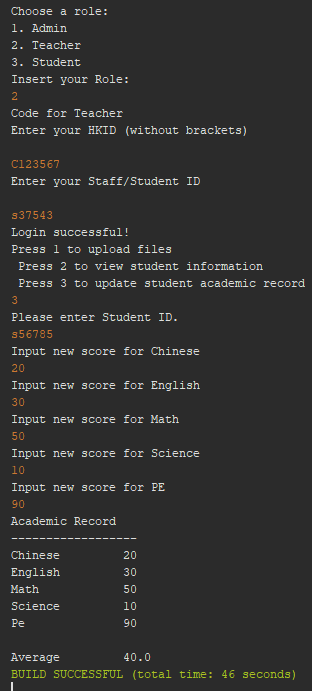 Choose a role:
1. Admin
2. Teacher
3. Student
Insert your Role:
2
Code for Teacher
Enter your HKID (without brackets)
C123567
Enter your Staff/Student ID
s37543
Login successful!
Press 1 to upload files
Press 2 to view student information
Press 3 to update student academic record
3
Please enter Student ID.
s56785
Input new score for Chinese
20
Input new score for English
30
Input new score for Math
50
Input new score for Science
10
Input new score for PE
90
Academic Record
------------------
Chinese 20
English 30
Math 50
Science 10
Pe 90
Average 40.0
BUILD SUCCESSFUL (total time: 46 seconds)